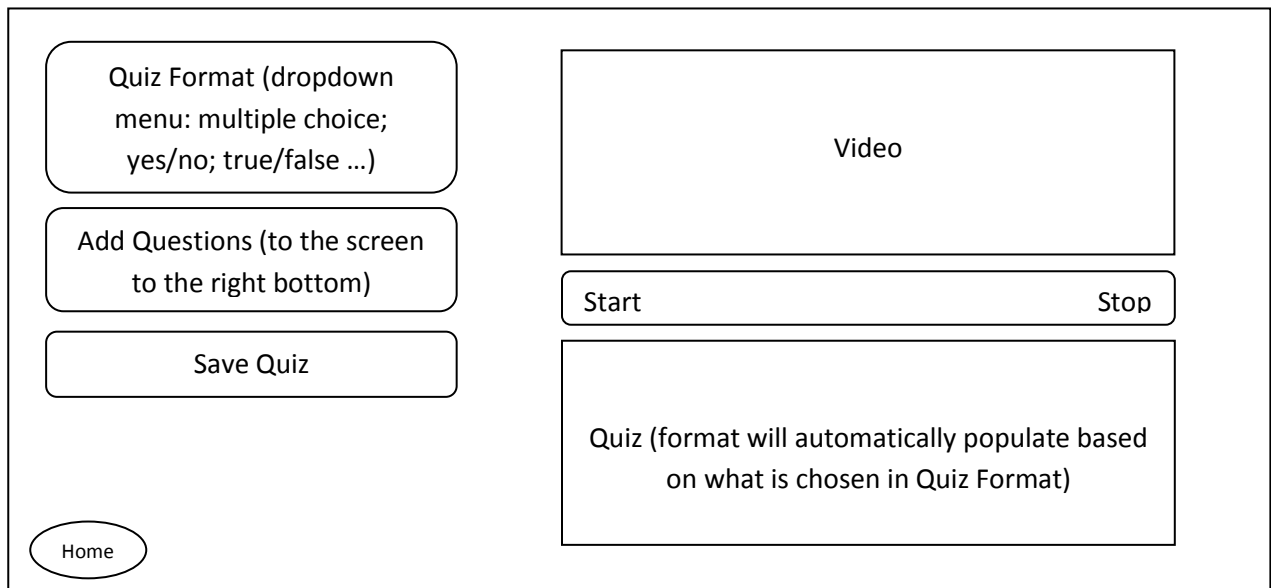 Quiz Format (dropdown
menu: multiple choice;
yes/no; true/false …)
Add Questions (to the screen
to the right bottom)
Save Quiz
Home
Video
Start Stop
Quiz (format will automatically populate based
on what is chosen in Quiz Format)